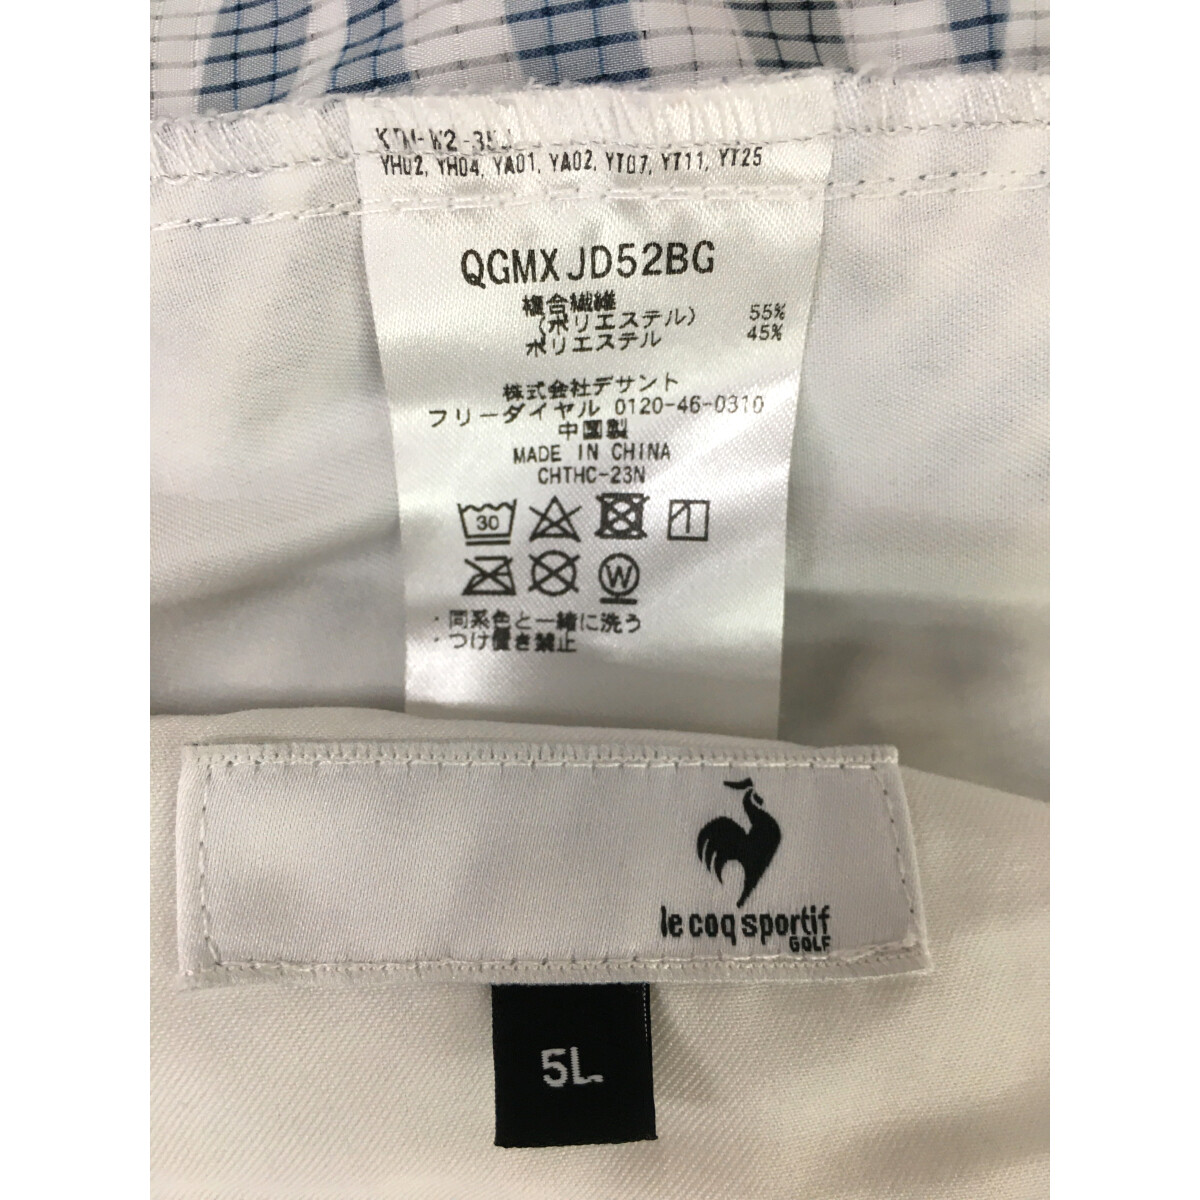 YH02, YH04, YA01, YA02, YT07, YT11, YT25
QGMXJD52BG
複合繊維
(ポリエステル) 55%
ポリエステル 45%
株式会社デサント
フリーダイヤル 0120-46-0310
中国製
MADE IN CHINA
CHTHC-23N
30
W
・同系色と一緒に洗う
・つけ置き禁止
le coq sportif
GOLF
5L